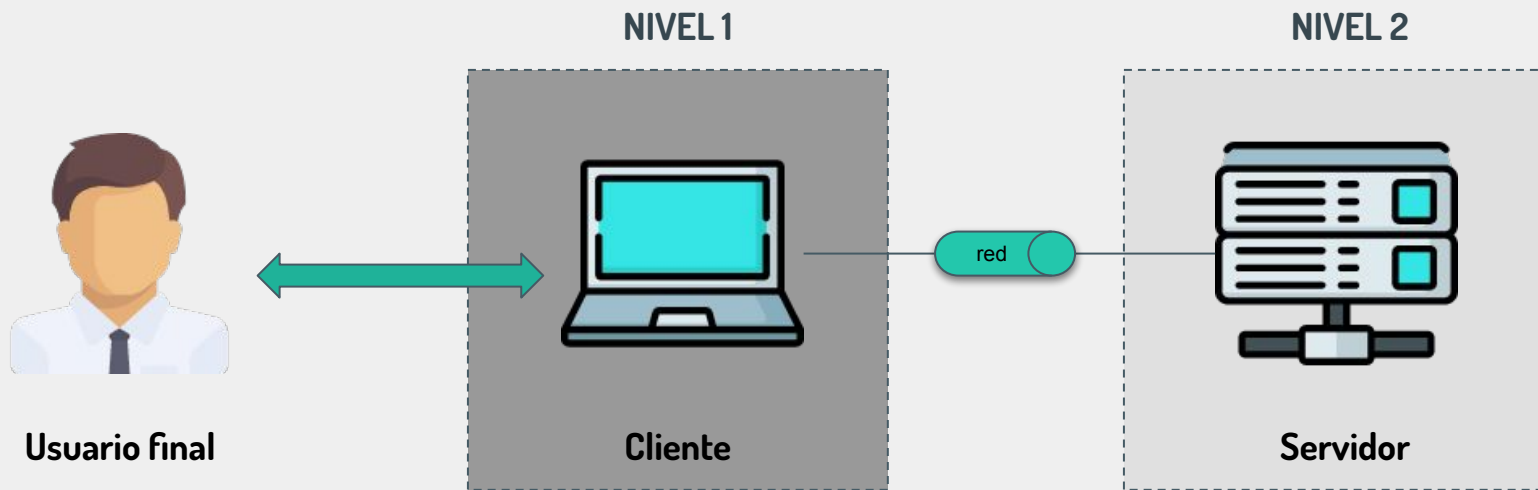 NIVEL 1
NIVEL 2
red
Usuario final
Cliente
Servidor